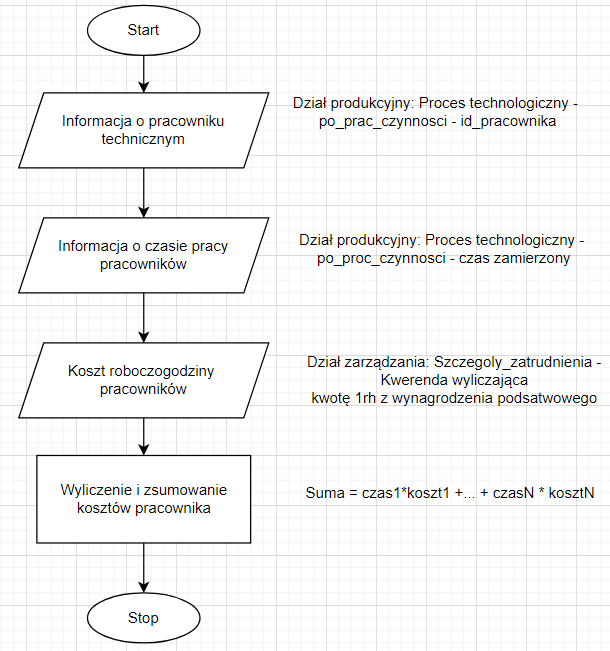 Start
Informacja o pracowniku
technicznym
Dział produkcyjny: Proces technologiczny -
po_prac_czynnosci - id_pracownika
Informacja o czasie pracy
pracowników
Dział produkcyjny: Proces technologiczny -
po_proc_czynnosci - czas zamierzony
Koszt roboczogodziny
pracowników
Dział zarządzania: Szczegoly_zatrudnienia -
Kwerenda wyliczająca
kwotę 1rh z wynagrodzenia podsatwowego
Wyliczenie i zsumowanie
kosztów pracownika
Suma = czas1*koszt1 +... + czasN * kosztN
Stop